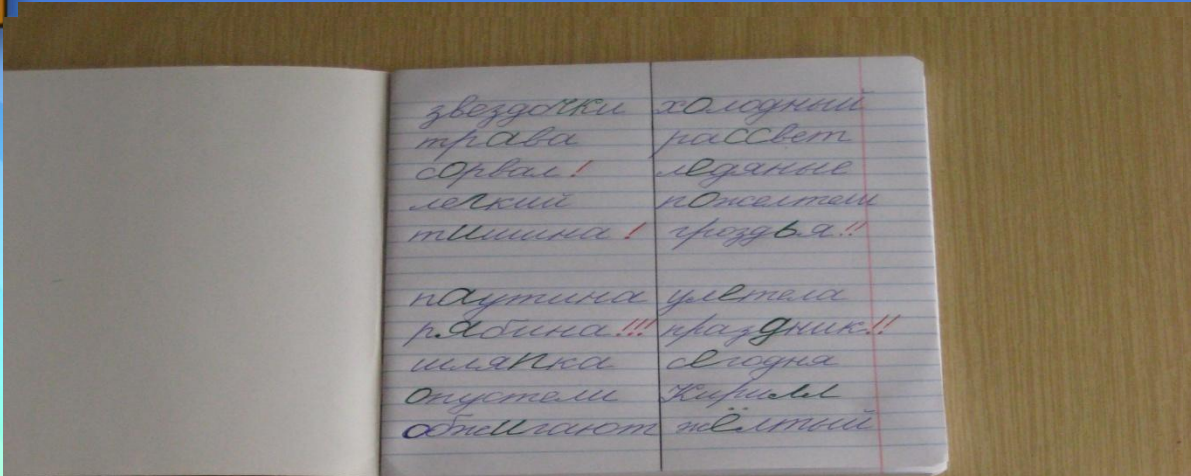 звездочки холодный
трава рассвет
сорвал! ледяные
легкий пожелтели
тишина! гроздья!!
паутина улетела
рябина!!! праздник!!
шляпка сегодня
опустели Кирилл
обжигают жёлтый